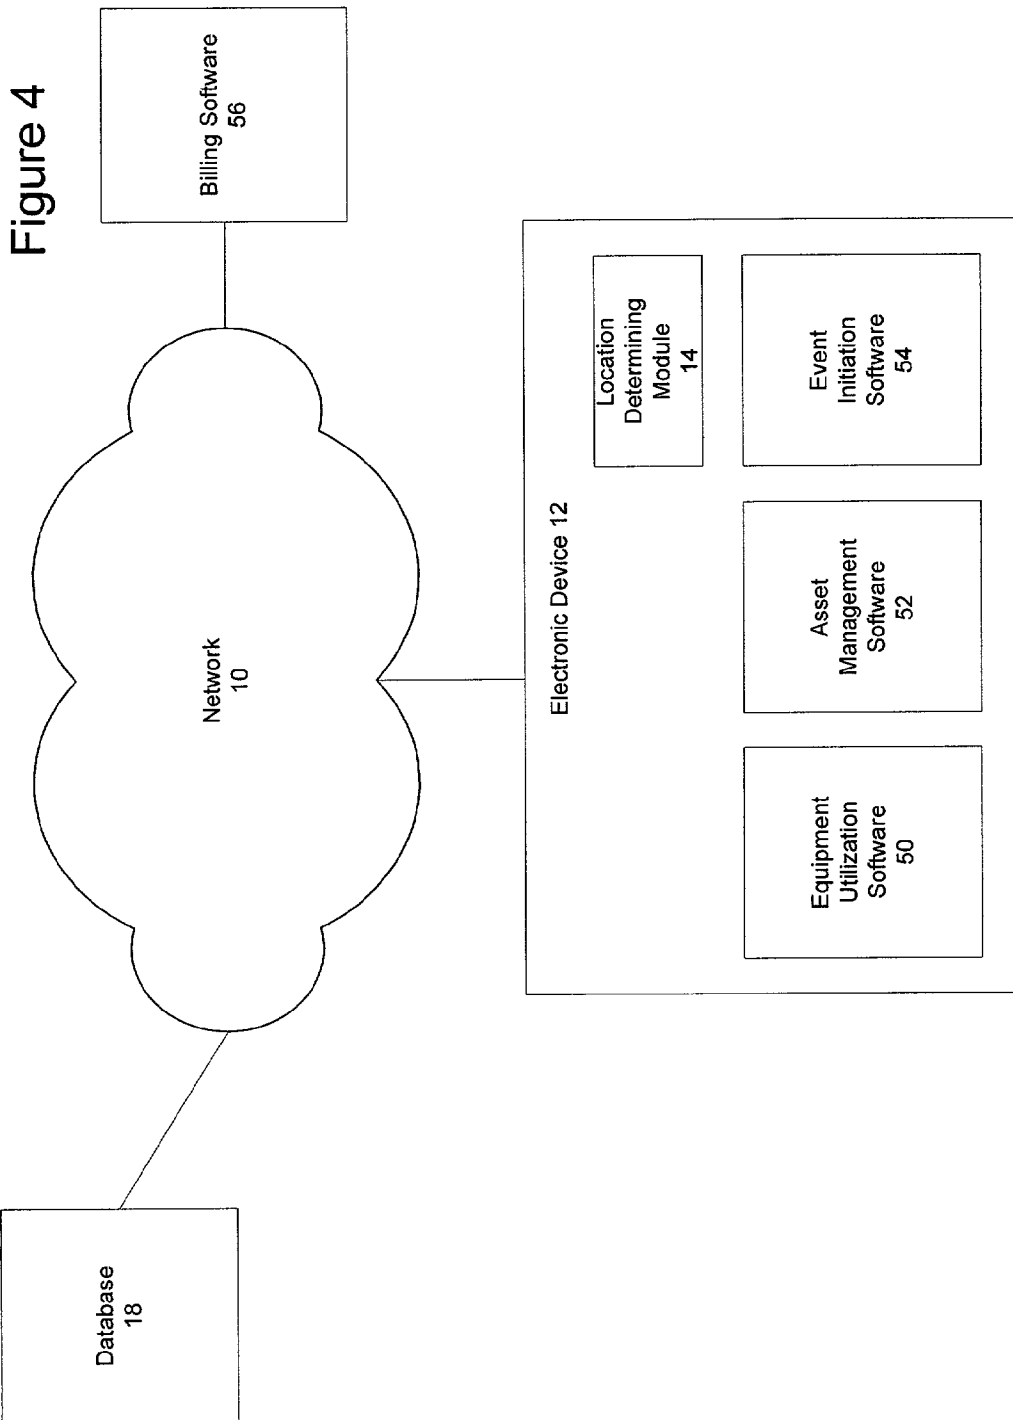 Figure 4
Database
18
Network
10
Billing Software
56
Electronic Device 12
Location
Determining
Module
14
Equipment
Utilization
Software
50
Asset
Management
Software
52
Event
Initiation
Software
54